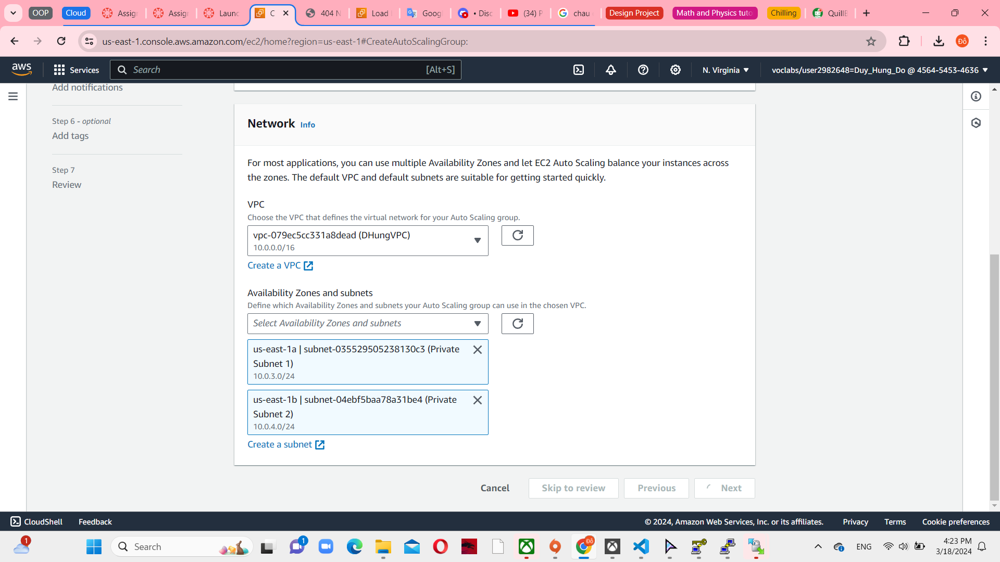 OOP
Cloud
Assign
Assign
Launc
C
404 N
Load
Goog
• Disc
(34) P
chau
Design Project
Math and Physics tuto
Chilling
QuillB
us-east-1.console.aws.amazon.com/ec2/home?region=us-east-1#CreateAutoScalingGroup:
Đỗ
aws
Services
Search
[Alt+S]
N. Virginia
voclabs/user2982648=Duy_Hung_Do @ 4564-5453-4636
Add notifications
Step 6 - optional
Add tags
Step 7
Review
Network Info
For most applications, you can use multiple Availability Zones and let EC2 Auto Scaling balance your instances across
the zones. The default VPC and default subnets are suitable for getting started quickly.
VPC
Choose the VPC that defines the virtual network for your Auto Scaling group.
vpc-079ec5cc331a8dead (DHungVPC)
10.0.0.0/16
Create a VPC
Availability Zones and subnets
Define which Availability Zones and subnets your Auto Scaling group can use in the chosen VPC.
Select Availability Zones and subnets
us-east-1a | subnet-035529505238130c3 (Private
Subnet 1)
10.0.3.0/24
us-east-1b | subnet-04ebf5baa78a31be4 (Private
Subnet 2)
10.0.4.0/24
Create a subnet
Cancel
Skip to review
Previous
Next
CloudShell
Feedback
© 2024, Amazon Web Services, Inc. or its affiliates.
Privacy
Terms
Cookie preferences
1
Search
1
Đỗ
ENG
4:23 PM
3/18/2024